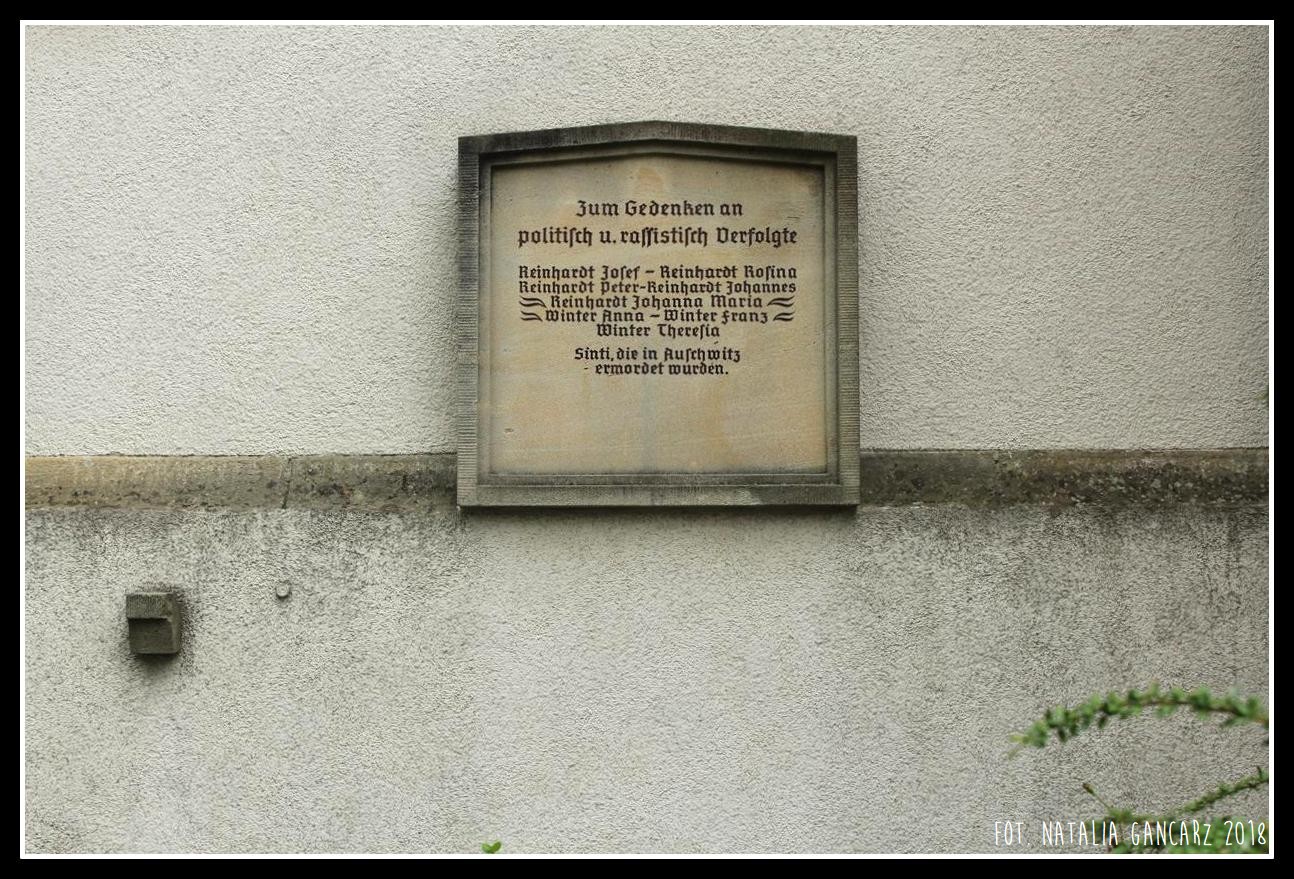 Zum Gedenken an
politiſch u. raſſistiſch Verfolgte
Reinhardt Joſef – Reinhardt Roſina
Reinhardt Peter-Reinhardt Johannes
Reinhardt Johanna Maria
Winter Anna – Winter Franz
Winter Thereſia
Sinti, die in Auſchwitz
ermordet wurden.
FOT. NATALIA GANCARZ 2018